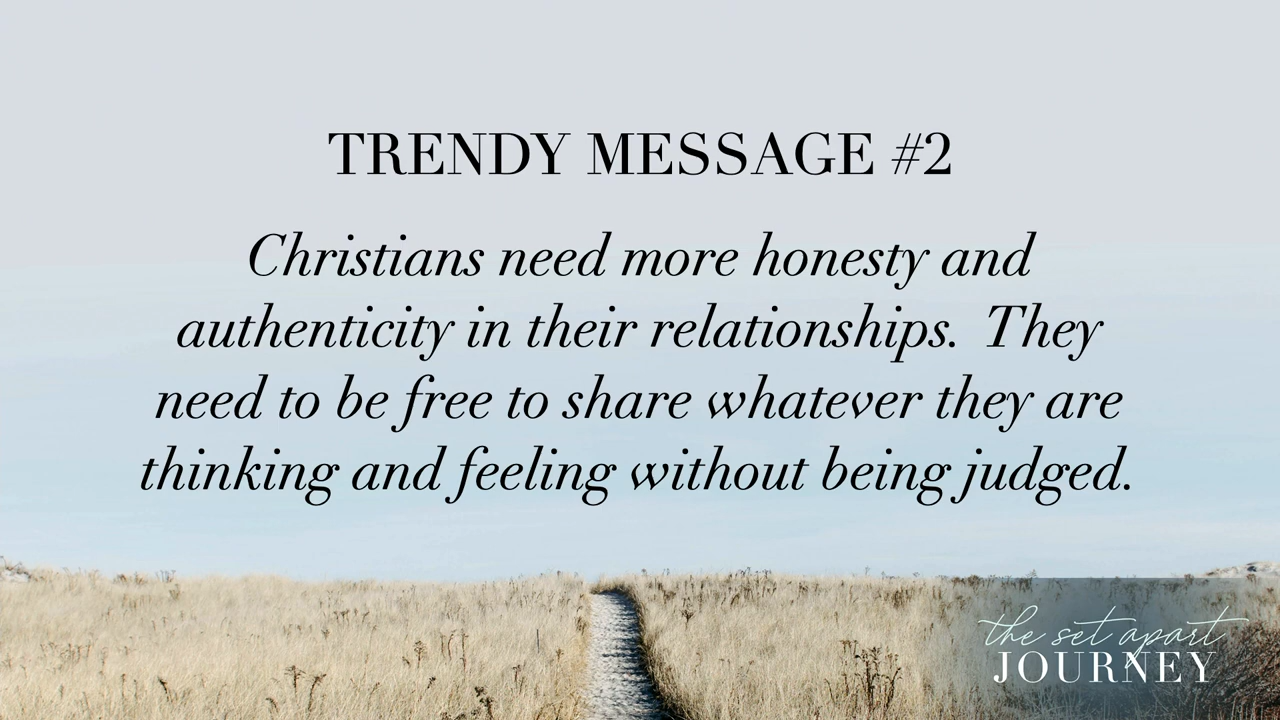 TRENDY MESSAGE #2
Christians need more honesty and
authenticity in their relationships. They
need to be free to share whatever they are
thinking and feeling without being judged.
the set apart
JOURNEY